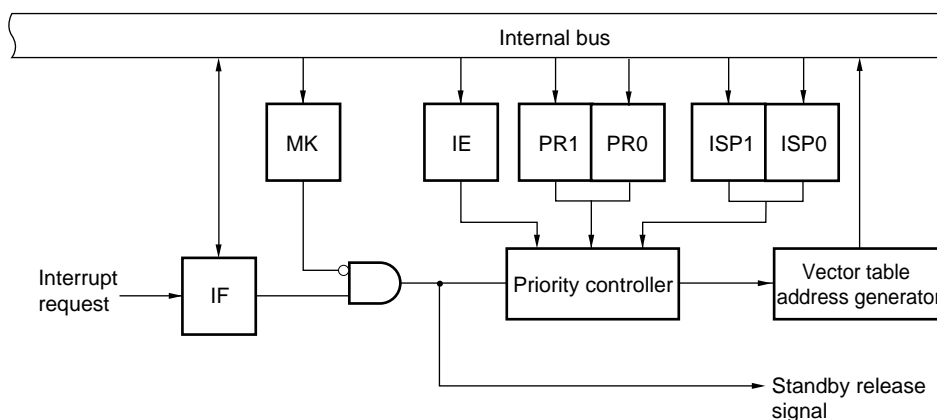 Internal bus
MK
IE
PR1
PR0
ISP1
ISP0
Interrupt
request
IF
Priority controller
Vector table
address generator
Standby release
signal